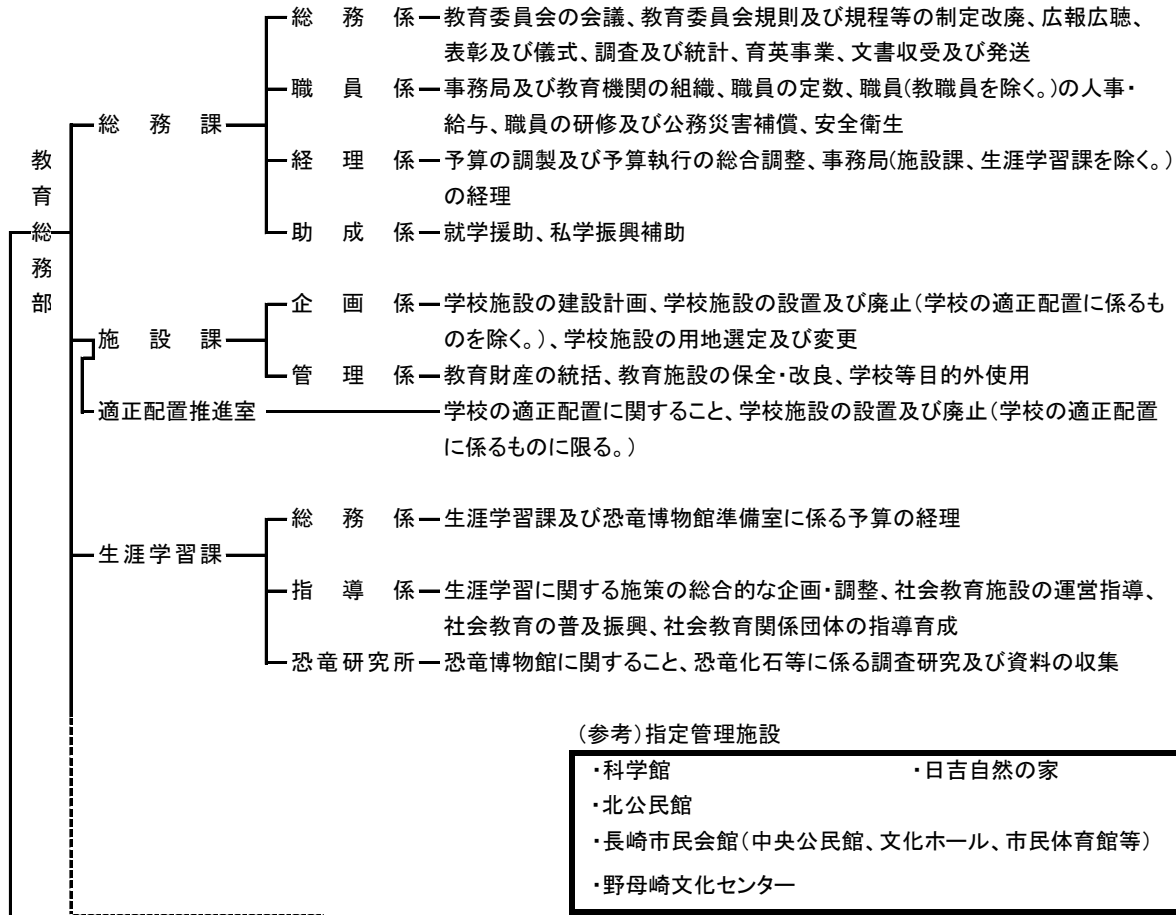 教育総務部
総務課
総務係 教育委員会の会議、教育委員会規則及び規程等の制定改廃、広報広聴、
表彰及び儀式、調査及び統計、育英事業、文書収受及び発送
職員係 事務局及び教育機関の組織、職員の定数、職員(教職員を除く。)の人事・
給与、職員の研修及び公務災害補償、安全衛生
経理係 予算の調製及び予算執行の総合調整、事務局(施設課、生涯学習課を除く。)
の経理
助成係 就学援助、私学振興補助
施設課
企画係 学校施設の建設計画、学校施設の設置及び廃止(学校の適正配置に係るも
のを除く。)、学校施設の用地選定及び変更
管理係 教育財産の統括、教育施設の保全・改良、学校等目的外使用
適正配置推進室 学校の適正配置に関すること、学校施設の設置及び廃止(学校の適正配置
に係るものに限る。)
生涯学習課
総務係 生涯学習課及び恐竜博物館準備室に係る予算の経理
指導係 生涯学習に関する施策の総合的な企画・調整、社会教育施設の運営指導、
社会教育の普及振興、社会教育関係団体の指導育成
恐竜研究所 恐竜博物館に関すること、恐竜化石等に係る調査研究及び資料の収集
(参考)指定管理施設
・科学館 ・日吉自然の家
・北公民館
・長崎市民会館(中央公民館、文化ホール、市民体育館等)
・野母崎文化センター